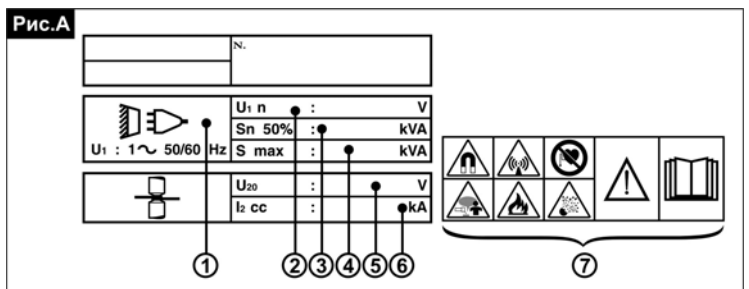 Рис.А
N.
U₁ n : V
Sn 50% : kVA
U₁ : 1∿ 50/60 Hz S max : kVA
U₂₀ : V
I₂ cc : kA
① ② ③ ④ ⑤ ⑥ ⑦